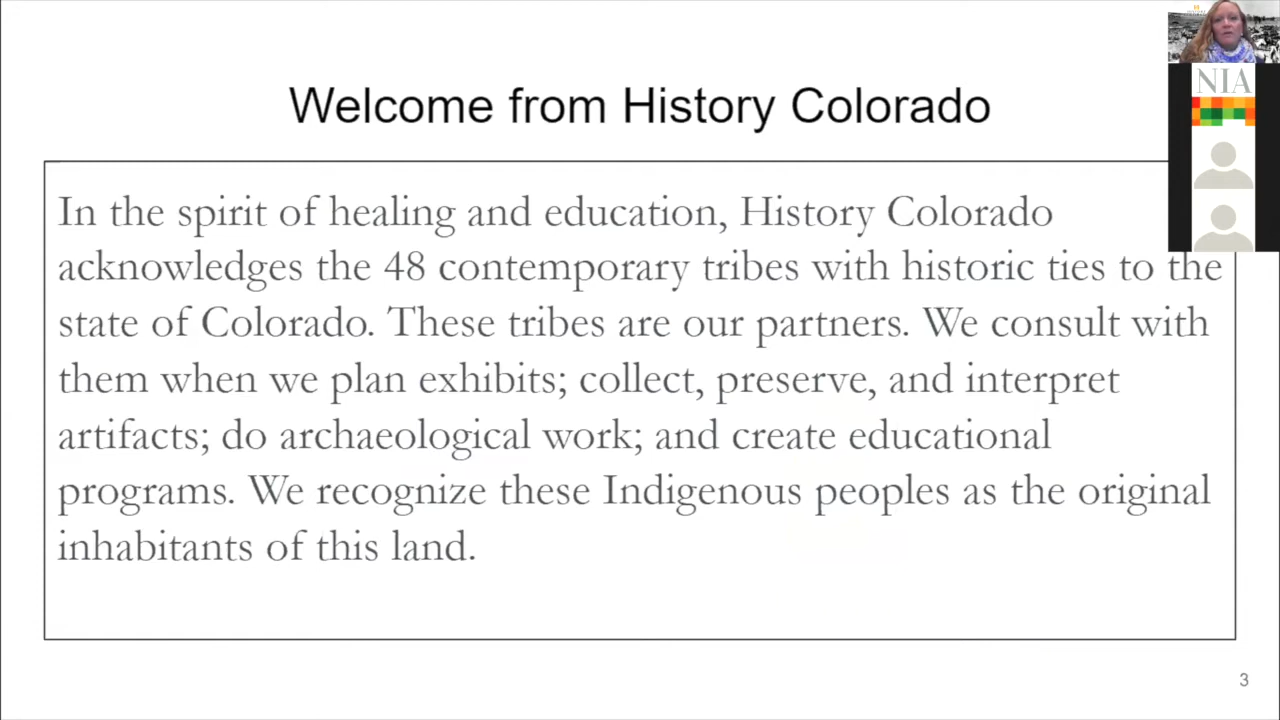 Welcome from History Colorado
NIA
In the spirit of healing and education, History Colorado
acknowledges the 48 contemporary tribes with historic ties to the
state of Colorado. These tribes are our partners. We consult with
them when we plan exhibits; collect, preserve, and interpret
artifacts; do archaeological work; and create educational
programs. We recognize these Indigenous peoples as the original
inhabitants of this land.
3